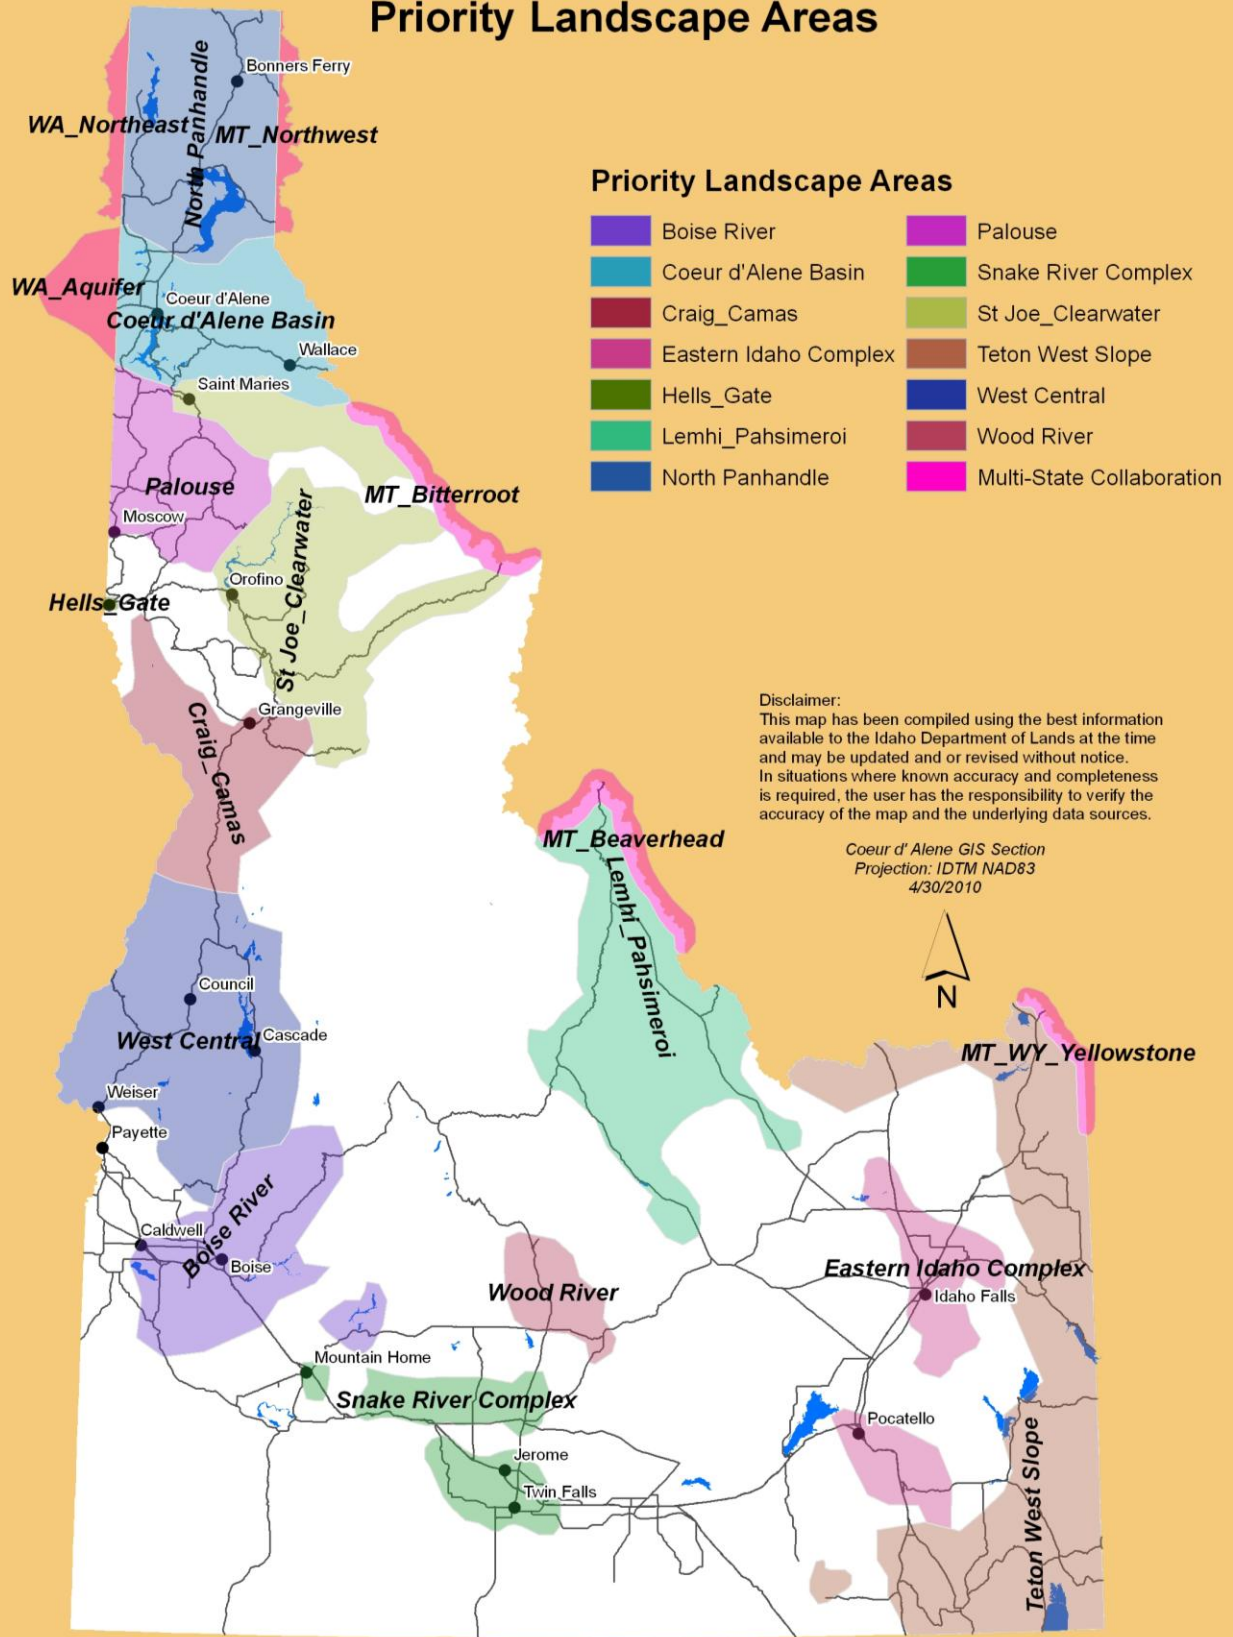 Priority Landscape Areas
Bonners Ferry
North Panhandle
WA_Northeast
MT_Northwest
WA_Aquifer
Coeur d'Alene
Coeur d'Alene Basin
Wallace
Saint Maries
Palouse
MT_Bitterroot
Moscow
St Joe_Clearwater
Orofino
Hells_Gate
Grangeville
Craig_Camas
MT_Beaverhead
Lemhi_Pahsimeroi
Council
West Central
Cascade
MT_WY_Yellowstone
Weiser
Payette
Boise River
Caldwell
Boise
Wood River
Eastern Idaho Complex
Idaho Falls
Mountain Home
Snake River Complex
Pocatello
Jerome
Twin Falls
Teton West Slope
Priority Landscape Areas
Boise River
Coeur d'Alene Basin
Craig_Camas
Eastern Idaho Complex
Hells_Gate
Lemhi_Pahsimeroi
North Panhandle
Palouse
Snake River Complex
St Joe_Clearwater
Teton West Slope
West Central
Wood River
Multi-State Collaboration
Disclaimer:
This map has been compiled using the best information
available to the Idaho Department of Lands at the time
and may be updated and or revised without notice.
In situations where known accuracy and completeness
is required, the user has the responsibility to verify the
accuracy of the map and the underlying data sources.
Coeur d' Alene GIS Section
Projection: IDTM NAD83
4/30/2010
N